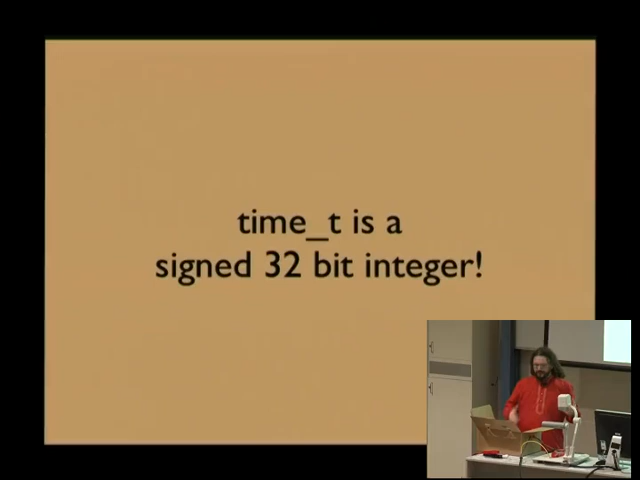 time_t is a
signed 32 bit integer!